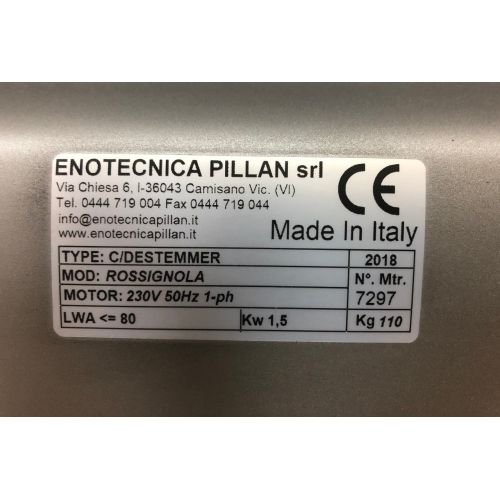 ENOTECNICA PILLAN srl
Via Chiesa 6, I-36043 Camisano Vic. (VI)
Tel. 0444 719 004 Fax 0444 719 044
info@enotecnicapillan.it
www.enotecnicapillan.it
CE
Made In Italy
TYPE: C/DESTEMMER 2018
MOD: ROSSIGNOLA N°. Mtr.
MOTOR: 230V 50Hz 1-ph 7297
LWA <= 80 Kw 1,5 Kg 110